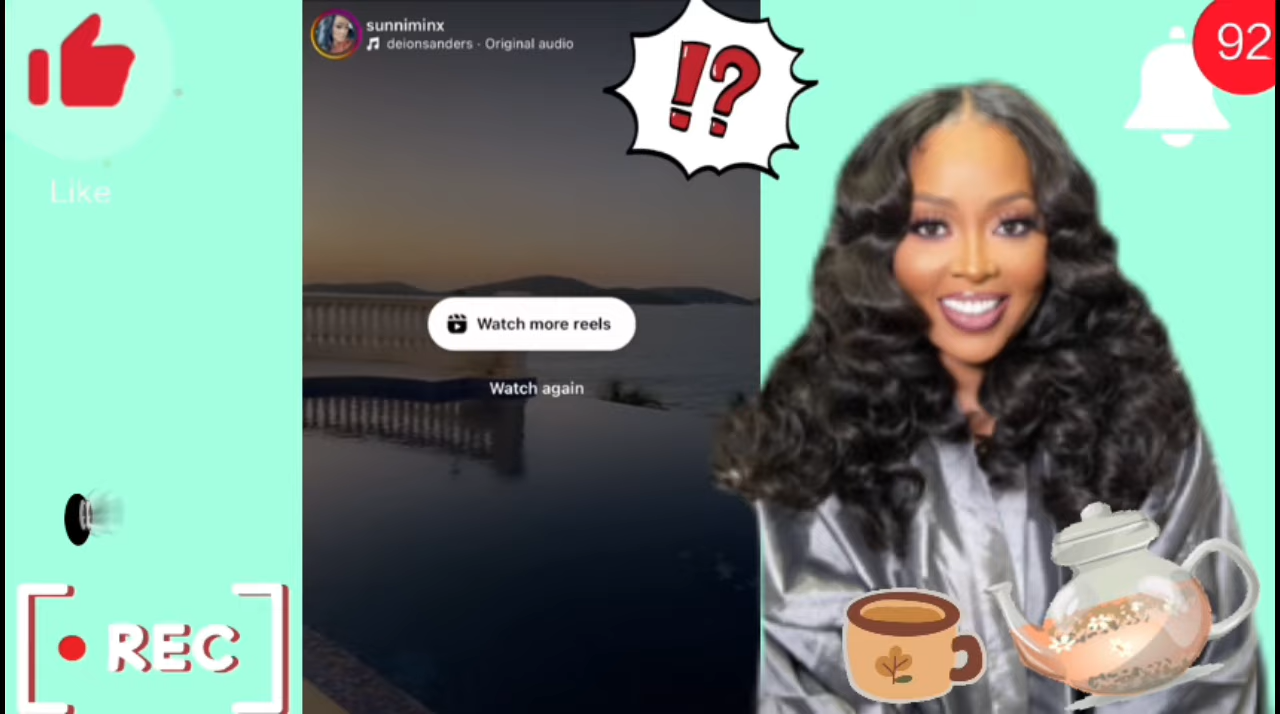 sunniminx
deionsanders · Original audio
!?
92
Like
Watch more reels
Watch again
REC